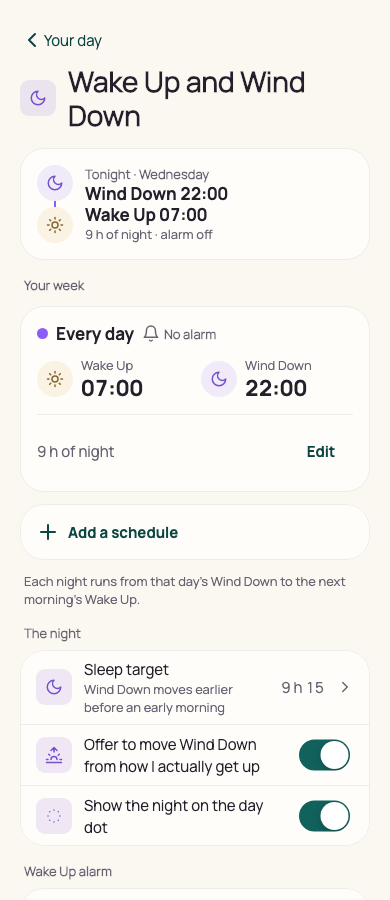 Your day
Wake Up and Wind
Down
Tonight · Wednesday
Wind Down 22:00
Wake Up 07:00
9 h of night · alarm off
Your week
Every day No alarm
Wake Up Wind Down
07:00 22:00
9 h of night Edit
Add a schedule
Each night runs from that day's Wind Down to the next
morning's Wake Up.
The night
Sleep target
Wind Down moves earlier
before an early morning
9 h 15
Offer to move Wind Down
from how I actually get up
Show the night on the day
dot
Wake Up alarm